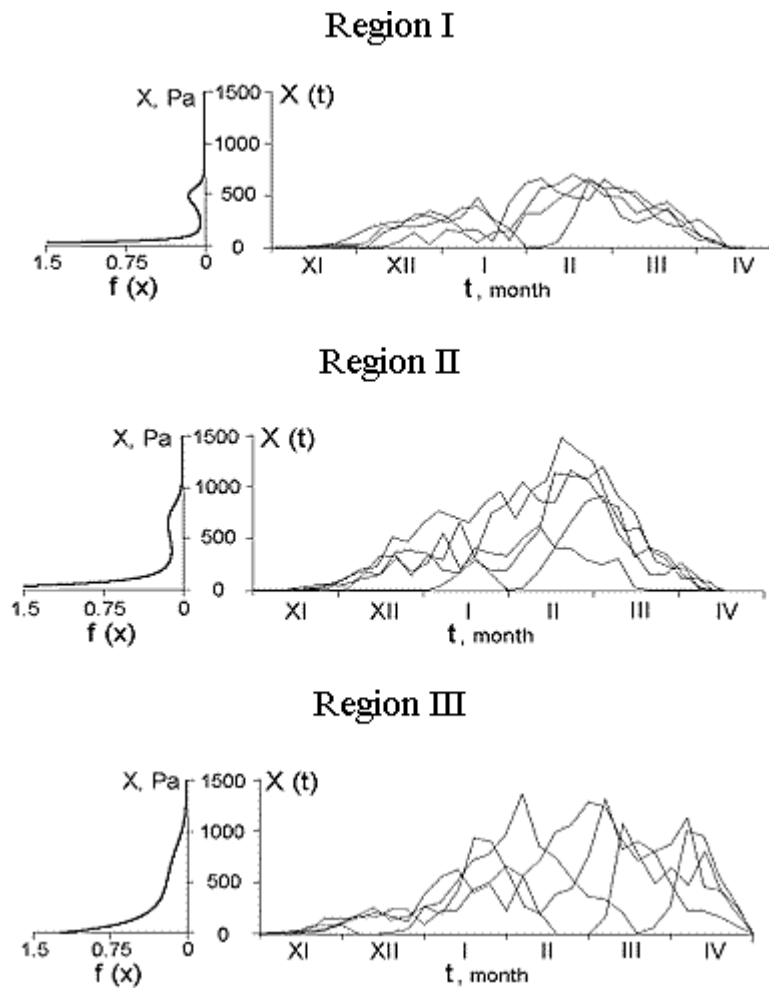 Region I
X, Pa 1500 X (t)
1000
500
0
1.5 0.75 0
XI XII I II III IV
f (x) t, month
Region II
X, Pa 1500 X (t)
1000
500
0
1.5 0.75 0
XI XII I II III IV
f (x) t, month
Region III
X, Pa 1500 X (t)
1000
500
0
1.5 0.75 0
XI XII I II III IV
f (x) t, month